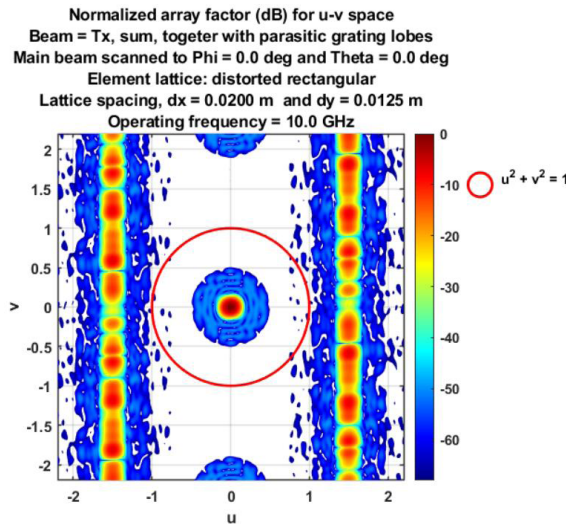 Normalized array factor (dB) for u-v space
Beam = Tx, sum, togeter with parasitic grating lobes
Main beam scanned to Phi = 0.0 deg and Theta = 0.0 deg
Element lattice: distorted rectangular
Lattice spacing, dx = 0.0200 m and dy = 0.0125 m
Operating frequency = 10.0 GHz
2
1.5
1
0.5
0
-0.5
-1
-1.5
-2
v
-2
-1
0
1
2
u
0
-10
-20
-30
-40
-50
-60
u² + v² = 1